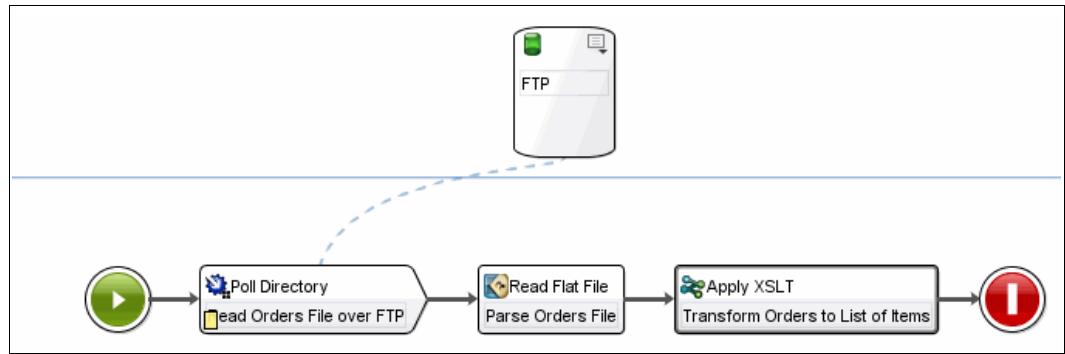 FTP
Poll Directory
ead Orders File over FTP
Read Flat File
Parse Orders File
Apply XSLT
Transform Orders to List of Items